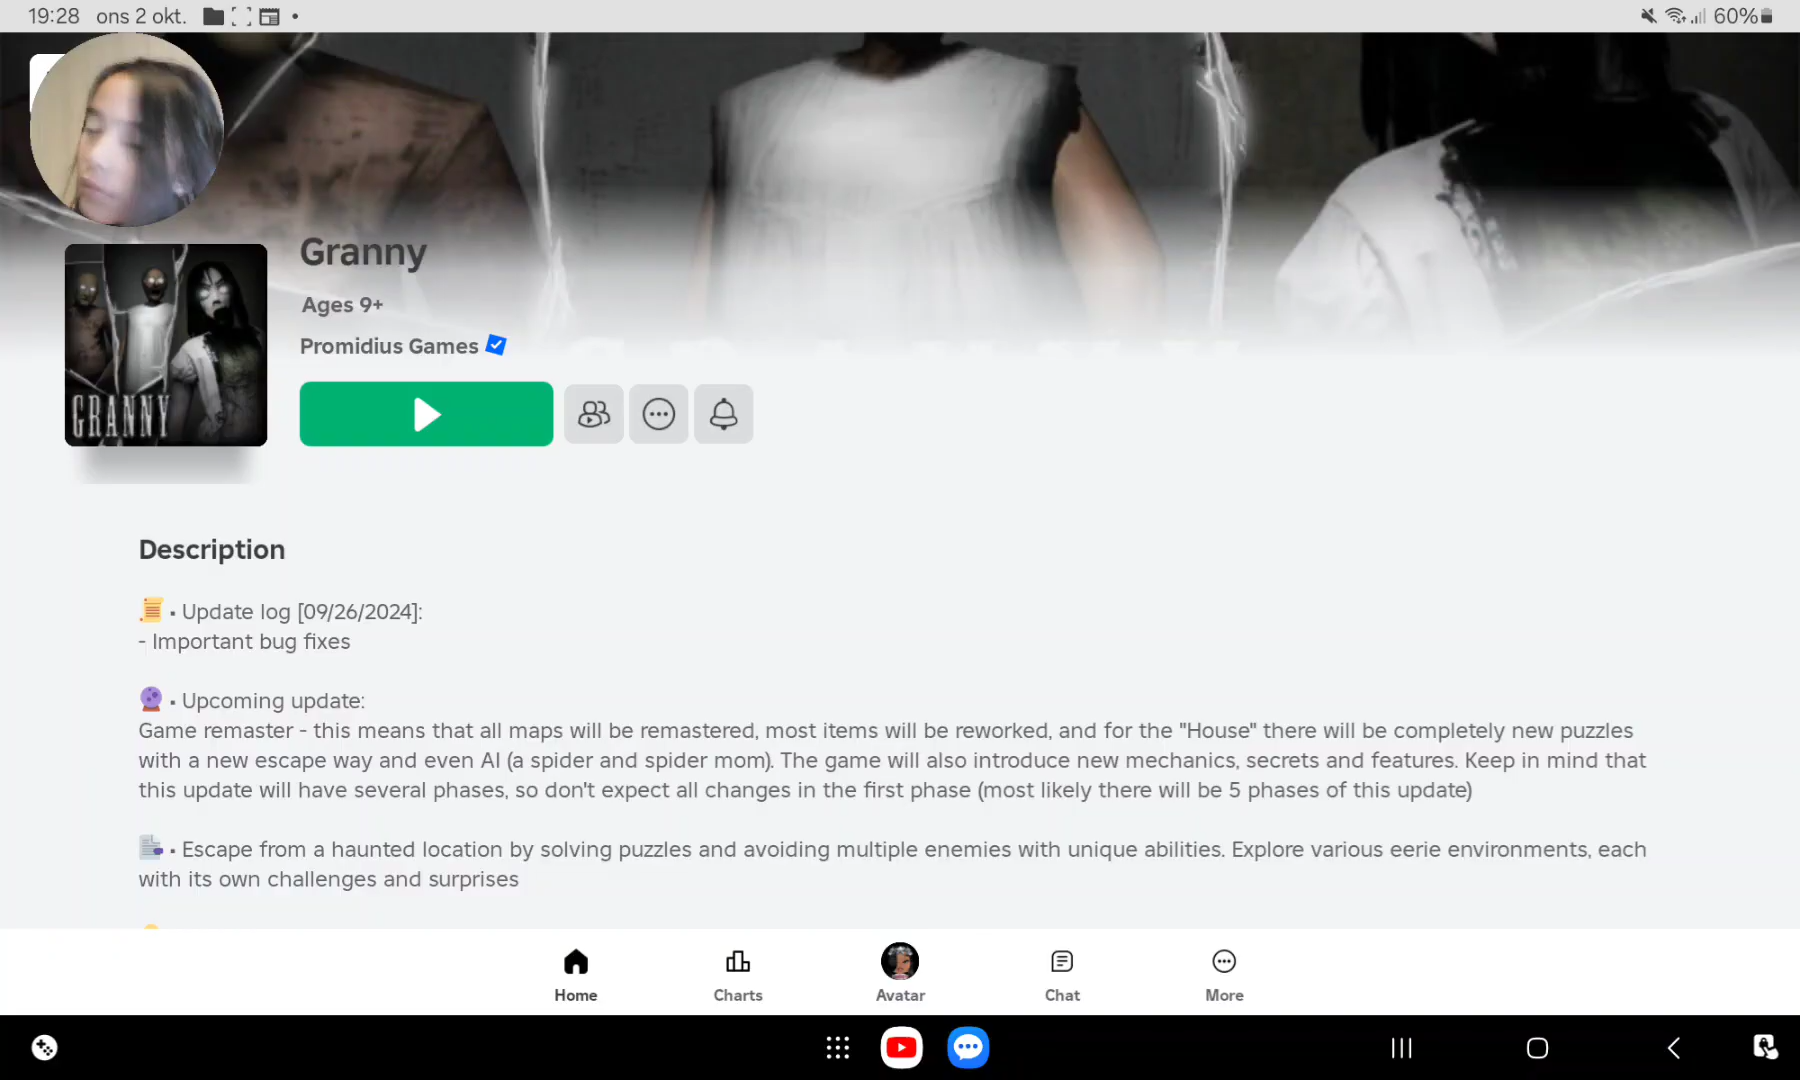 19:28 ons 2 okt.
60%
Granny
Ages 9+
Promidius Games
GRANNY
Description
• Update log [09/26/2024]:
- Important bug fixes
• Upcoming update:
Game remaster - this means that all maps will be remastered, most items will be reworked, and for the "House" there will be completely new puzzles
with a new escape way and even AI (a spider and spider mom). The game will also introduce new mechanics, secrets and features. Keep in mind that
this update will have several phases, so don't expect all changes in the first phase (most likely there will be 5 phases of this update)
• Escape from a haunted location by solving puzzles and avoiding multiple enemies with unique abilities. Explore various eerie environments, each
with its own challenges and surprises
Home Charts Avatar Chat More